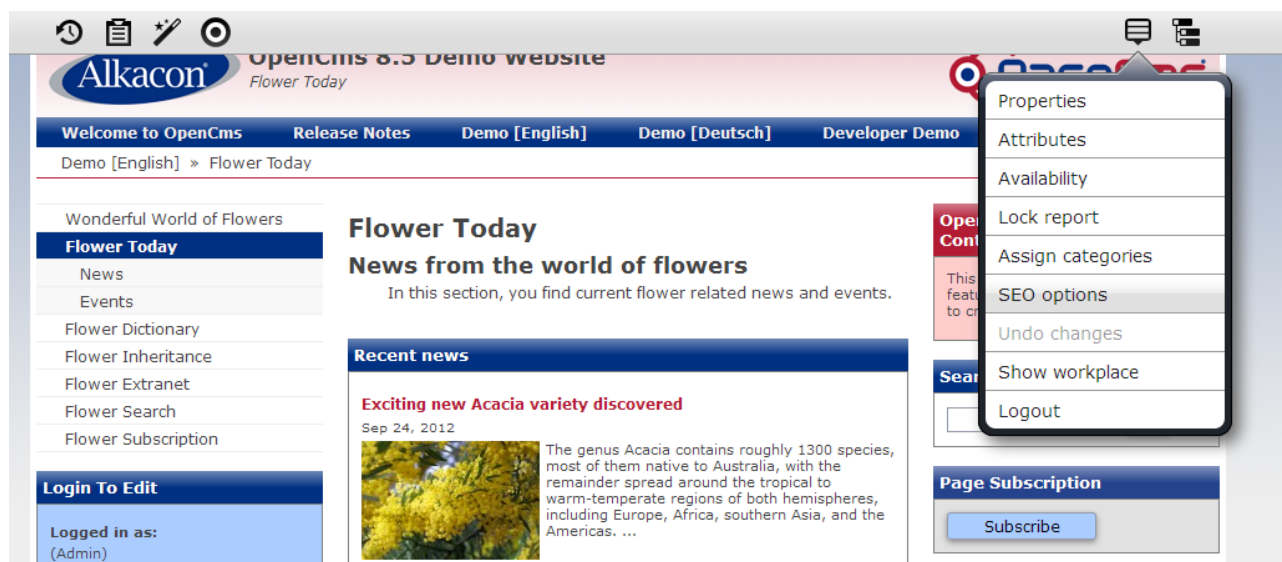 OpenCms 8.5 Demo Website
Alkacon
Flower Today
Welcome to OpenCms Release Notes Demo [English] Demo [Deutsch] Developer Demo
Demo [English] » Flower Today
Properties
Attributes
Availability
Lock report
Assign categories
SEO options
Undo changes
Show workplace
Logout
Wonderful World of Flowers
Flower Today
News
Events
Flower Dictionary
Flower Inheritance
Flower Extranet
Flower Search
Flower Subscription
Login To Edit
Logged in as:
(Admin)
Flower Today
News from the world of flowers
In this section, you find current flower related news and events.
Recent news
Exciting new Acacia variety discovered
Sep 24, 2012
The genus Acacia contains roughly 1300 species,
most of them native to Australia, with the
remainder spread around the tropical to
warm-temperate regions of both hemispheres,
including Europe, Africa, southern Asia, and the
Americas. ...
This
to
Page Subscription
Subscribe